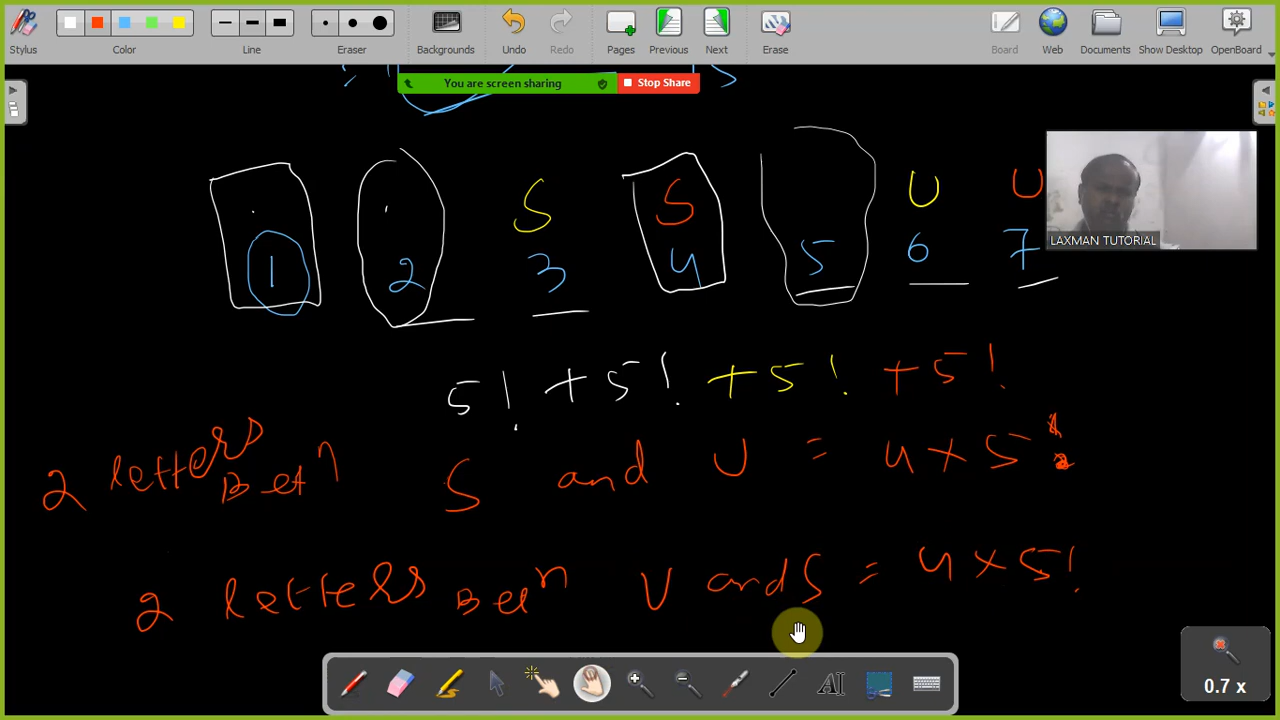 Stylus Color Line Eraser Backgrounds Undo Redo Pages Previous Next Erase Board Web Documents Show Desktop OpenBoard
You are screen sharing Stop Share
S
S S U U
1 2 3 4 5 6 7
LAXMAN TUTORIAL
5! + 5! + 5! + 5!
2 letters Betn S and U = 4 × 5!
2 letters Betn U and S = 4 × 5!
AI
0.7 x